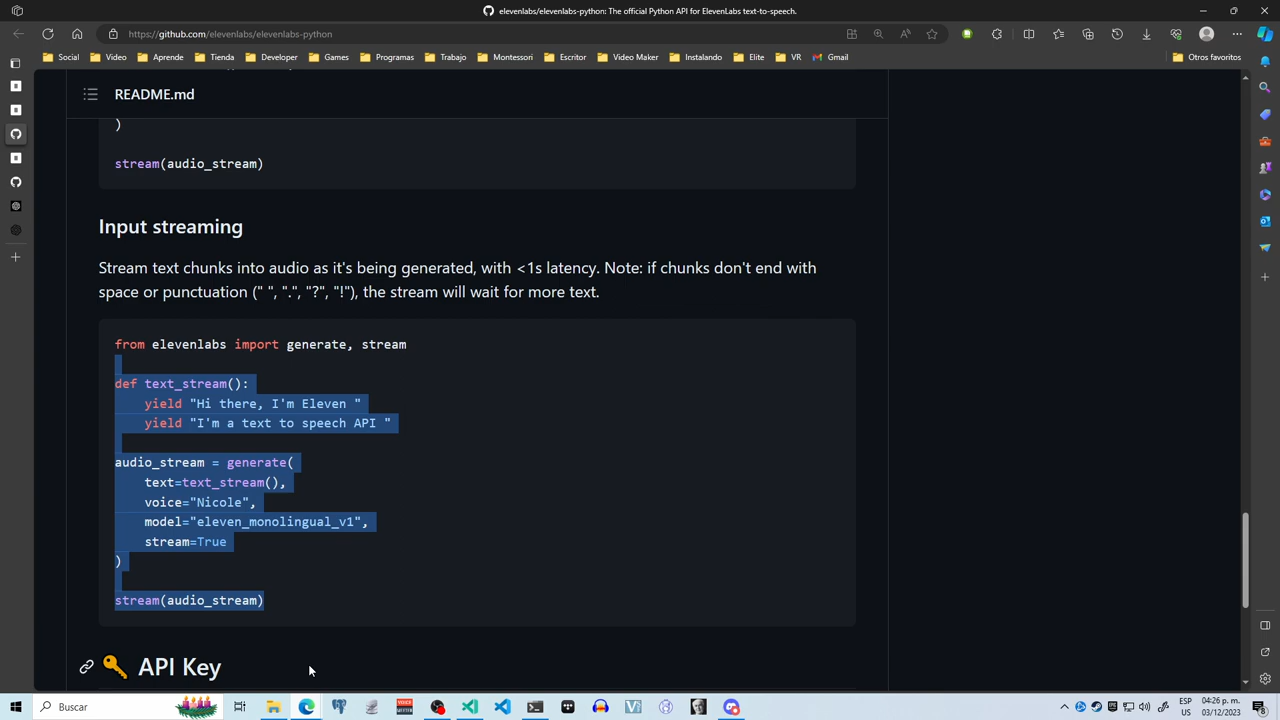 elevenlabs/elevenlabs-python: The official Python API for ElevenLabs text-to-speech.
https://github.com/elevenlabs/elevenlabs-python
Social Video Aprende Tienda Developer Games Programas Trabajo Montessori Escritor Video Maker Instalando Elite VR Gmail Otros favoritos
README.md
)
stream(audio_stream)
Input streaming
Stream text chunks into audio as it's being generated, with <1s latency. Note: if chunks don't end with
space or punctuation (" ", ".", "?", "!"), the stream will wait for more text.
from elevenlabs import generate, stream
def text_stream():
    yield "Hi there, I'm Eleven "
    yield "I'm a text to speech API "
audio_stream = generate(
    text=text_stream(),
    voice="Nicole",
    model="eleven_monolingual_v1",
    stream=True
)
stream(audio_stream)
API Key
Buscar
ESP
US
04:26 p. m.
03/12/2023